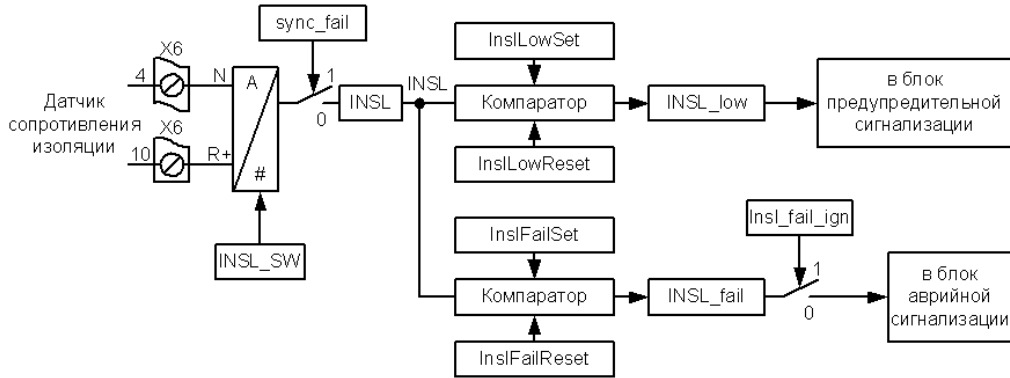 sync_fail
X6
4
N
A
#
1
0
INSL
INSL
Датчик
сопротивления
изоляции
X6
10
R+
INSL_SW
InslLowSet
Компаратор
InslLowReset
INSL_low
в блок
предупредительной
сигнализации
InslFailSet
Компаратор
InslFailReset
INSL_fail
Insl_fail_ign
1
0
в блок
аврийной
сигнализации